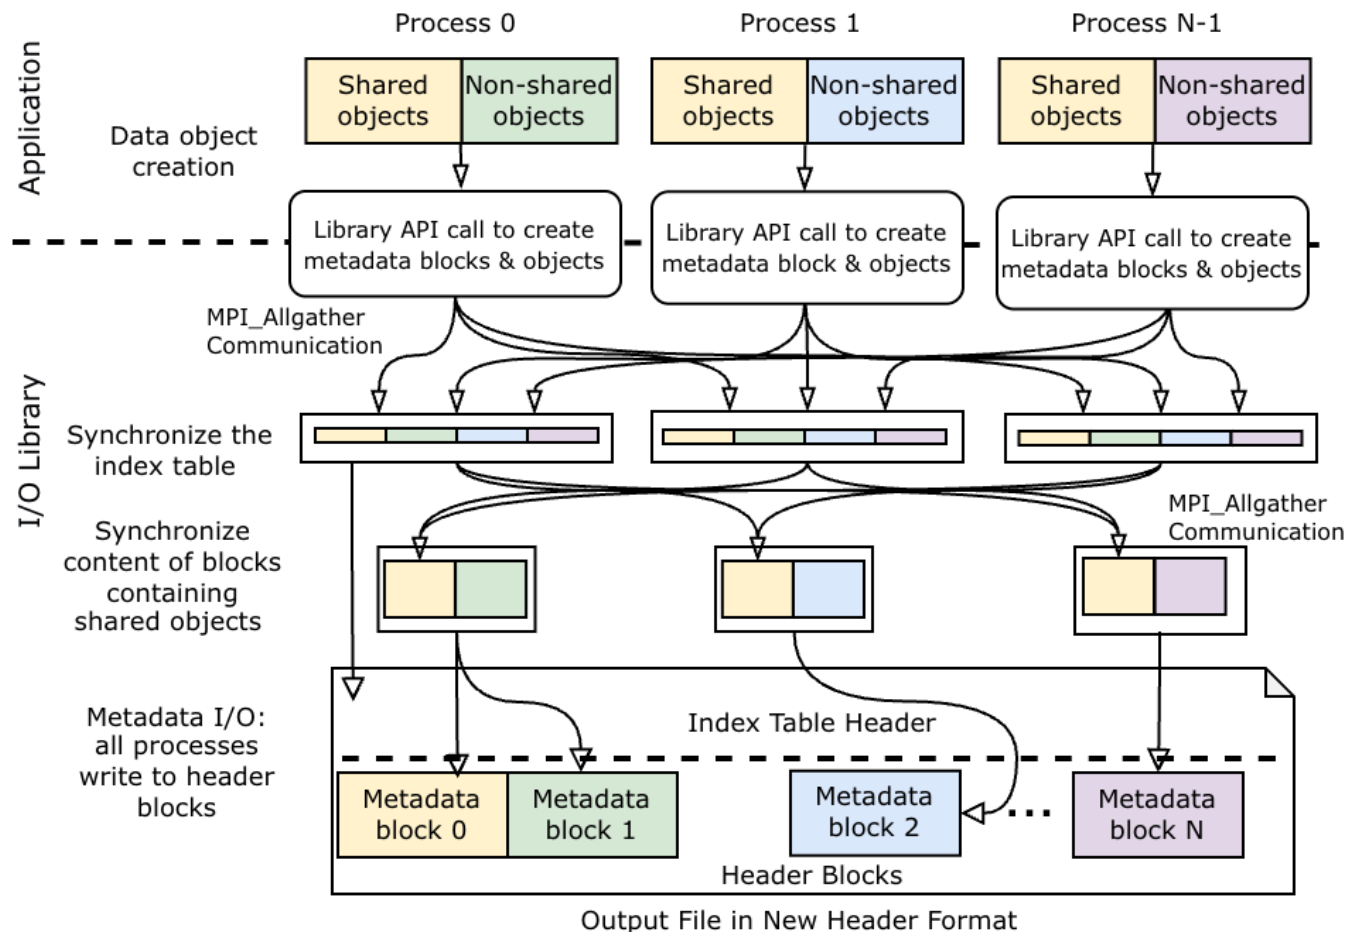 Process 0
Process 1
Process N-1
Application
Data object
creation
Shared
objects
Non-shared
objects
Shared
objects
Non-shared
objects
Shared
objects
Non-shared
objects
Library API call to create
metadata blocks & objects
Library API call to create
metadata block & objects
Library API call to create
metadata blocks & objects
MPI_Allgather
Communication
I/O Library
Synchronize the
index table
MPI_Allgather
Communication
Synchronize
content of blocks
containing
shared objects
Metadata I/O:
all processes
write to header
blocks
Index Table Header
Metadata
block 0
Metadata
block 1
Metadata
block 2
...
Metadata
block N
Header Blocks
Output File in New Header Format